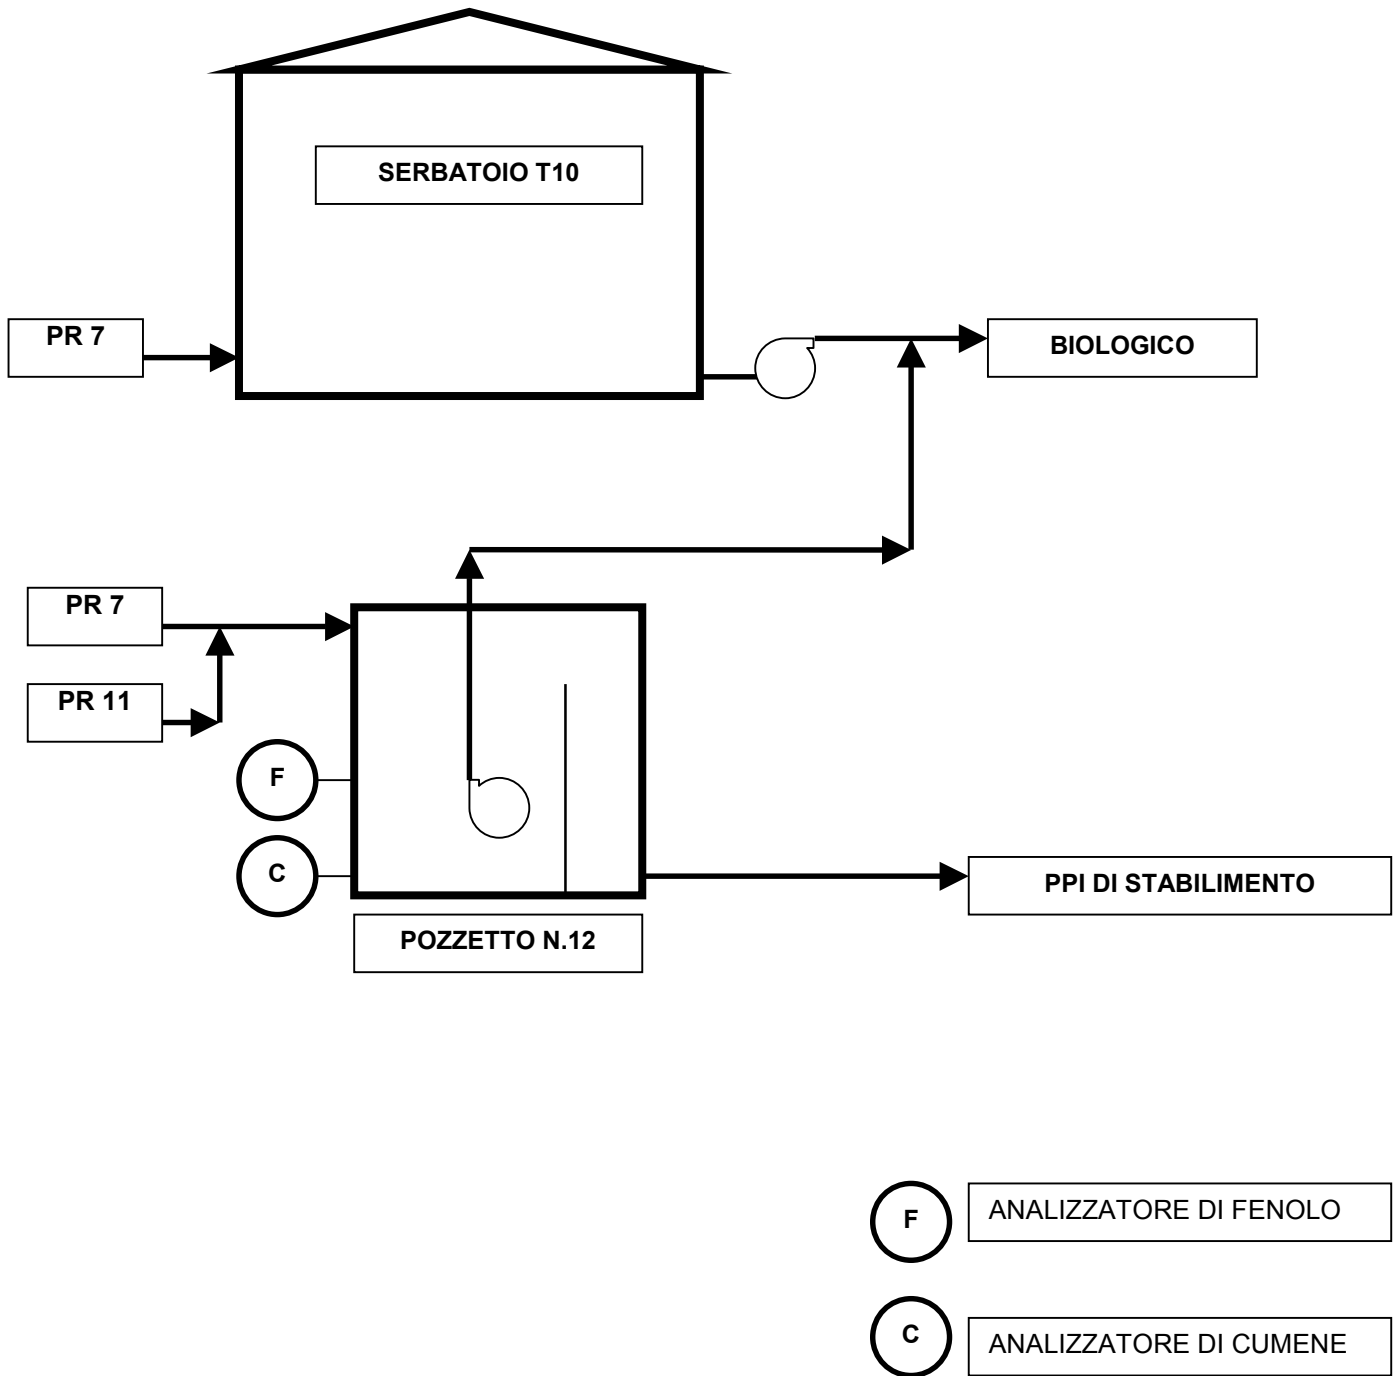 SERBATOIO T10
PR 7
BIOLOGICO
PR 7
PR 11
F
C
PPI DI STABILIMENTO
POZZETTO N.12
F
ANALIZZATORE DI FENOLO
C
ANALIZZATORE DI CUMENE